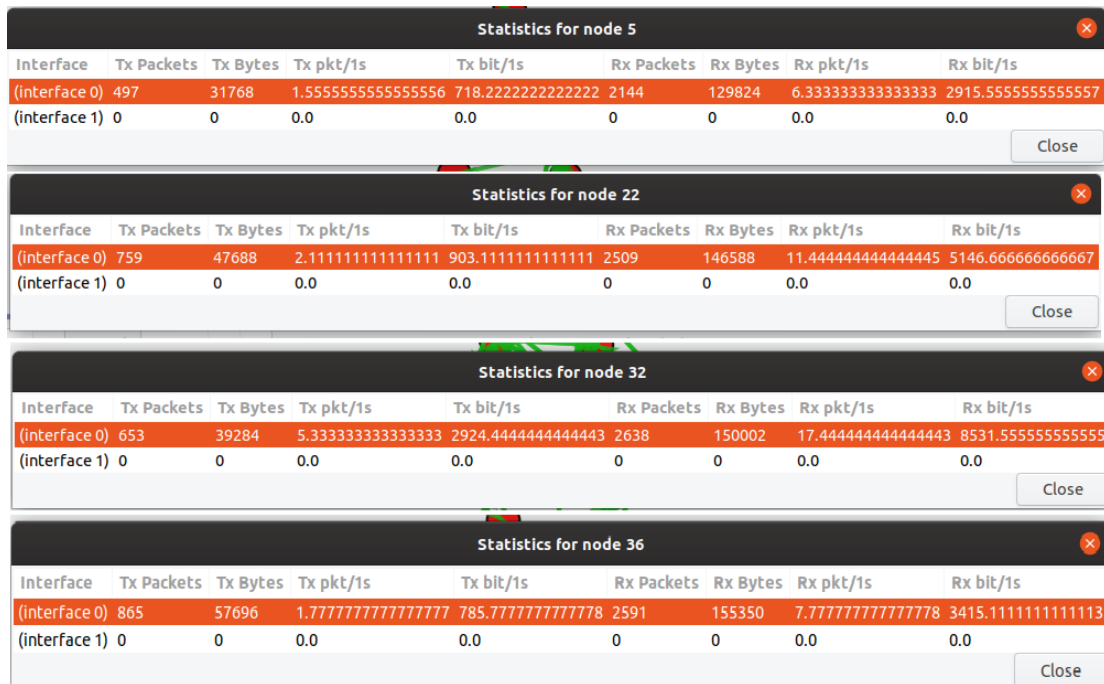 Statistics for node 5
Interface Tx Packets Tx Bytes Tx pkt/1s Tx bit/1s Rx Packets Rx Bytes Rx pkt/1s Rx bit/1s
(interface 0) 497 31768 1.5555555555555556 718.2222222222222 2144 129824 6.333333333333333 2915.5555555555557
(interface 1) 0 0 0.0 0.0 0 0 0.0 0.0
Close
Statistics for node 22
Interface Tx Packets Tx Bytes Tx pkt/1s Tx bit/1s Rx Packets Rx Bytes Rx pkt/1s Rx bit/1s
(interface 0) 759 47688 2.111111111111111 903.1111111111111 2509 146588 11.444444444444445 5146.666666666667
(interface 1) 0 0 0.0 0.0 0 0 0.0 0.0
Close
Statistics for node 32
Interface Tx Packets Tx Bytes Tx pkt/1s Tx bit/1s Rx Packets Rx Bytes Rx pkt/1s Rx bit/1s
(interface 0) 653 39284 5.333333333333333 2924.4444444444443 2638 150002 17.444444444444443 8531.555555555555
(interface 1) 0 0 0.0 0.0 0 0 0.0 0.0
Close
Statistics for node 36
Interface Tx Packets Tx Bytes Tx pkt/1s Tx bit/1s Rx Packets Rx Bytes Rx pkt/1s Rx bit/1s
(interface 0) 865 57696 1.7777777777777777 785.7777777777778 2591 155350 7.777777777777778 3415.1111111111113
(interface 1) 0 0 0.0 0.0 0 0 0.0 0.0
Close